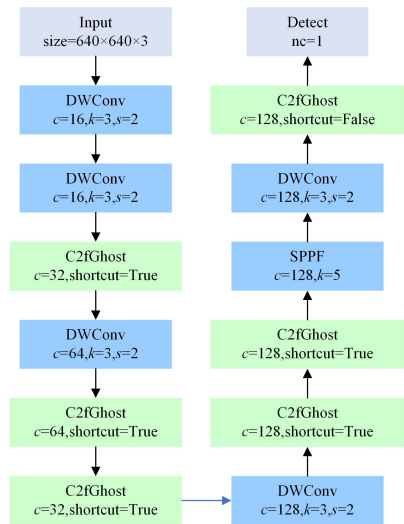 Input
size=640×640×3
DWConv
c=16,k=3,s=2
DWConv
c=16,k=3,s=2
C2fGhost
c=32,shortcut=True
DWConv
c=64,k=3,s=2
C2fGhost
c=64,shortcut=True
C2fGhost
c=32,shortcut=True
DWConv
c=128,k=3,s=2
C2fGhost
c=128,shortcut=True
C2fGhost
c=128,shortcut=True
SPPF
c=128,k=5
DWConv
c=128,k=3,s=2
C2fGhost
c=128,shortcut=False
Detect
nc=1